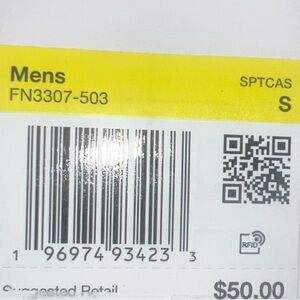 Mens
SPTCAS
FN3307-503
S
RFID
1 96974 93423 3
Suggested Retail
$50.00